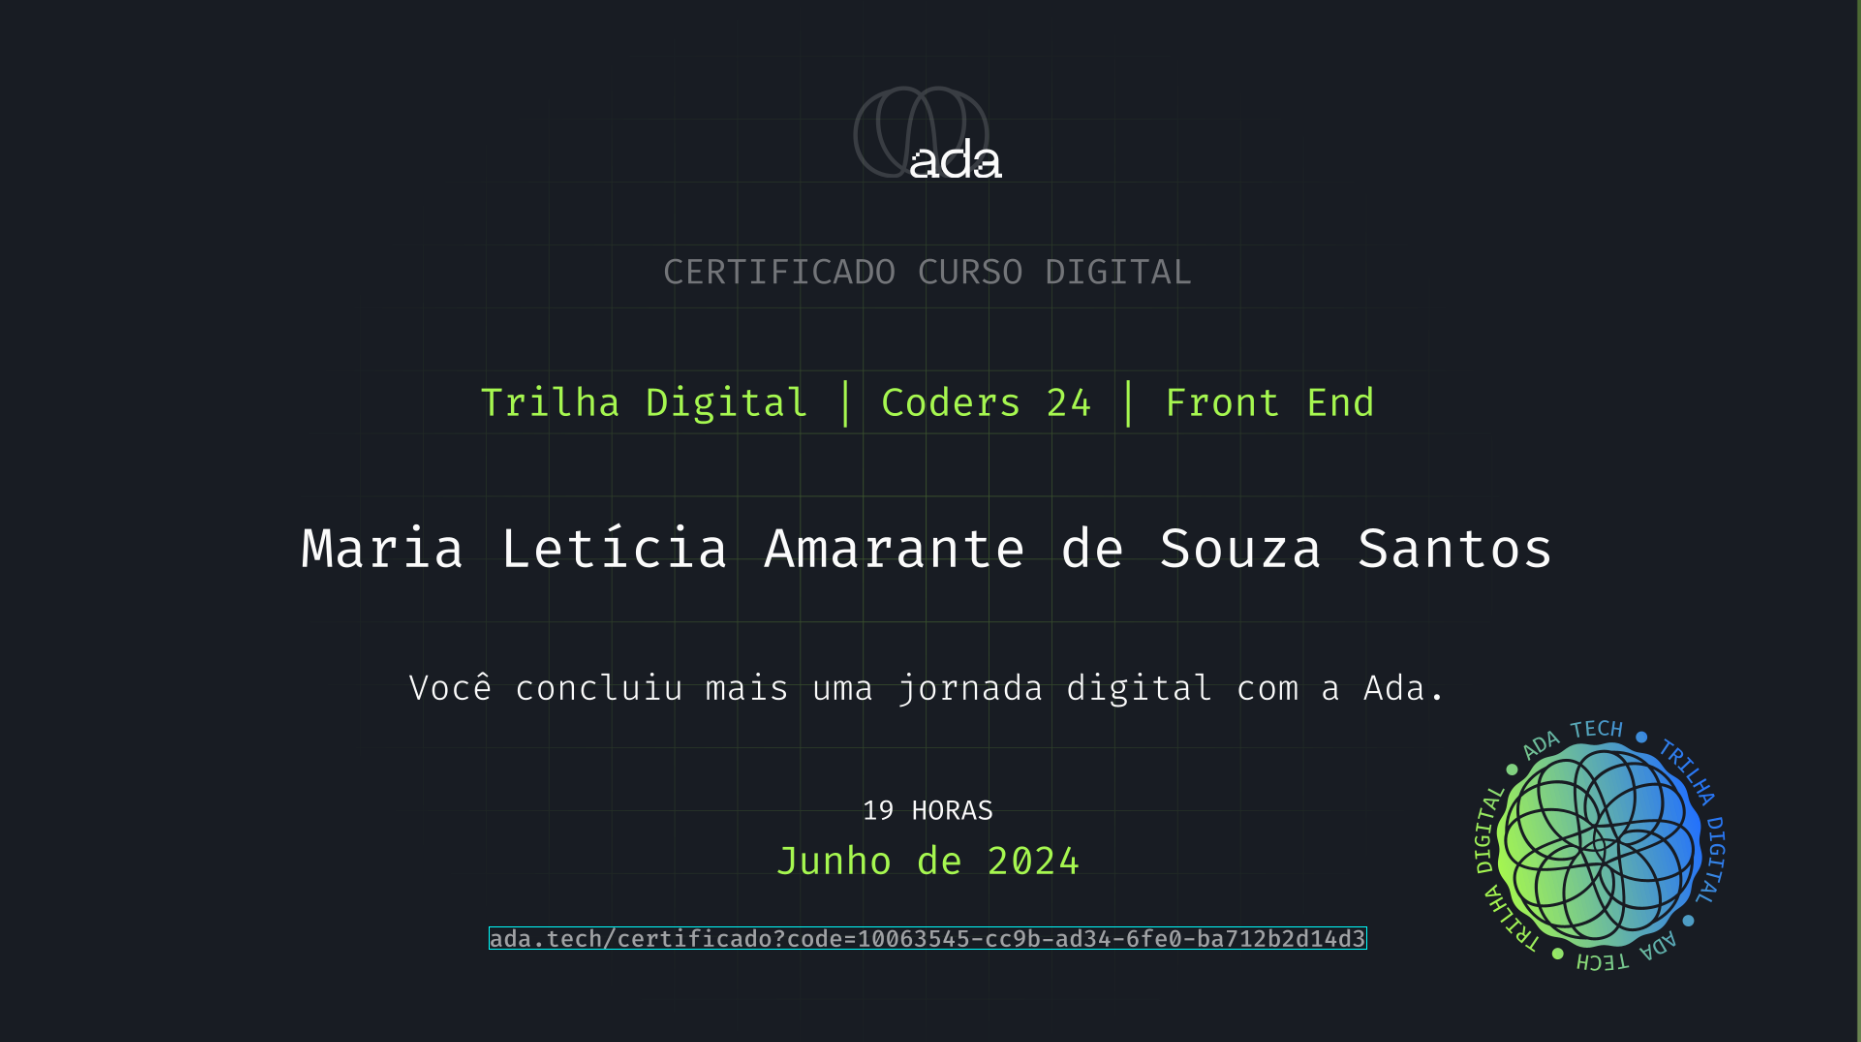 ada
CERTIFICADO CURSO DIGITAL
Trilha Digital | Coders 24 | Front End
Maria Letícia Amarante de Souza Santos
Você concluiu mais uma jornada digital com a Ada.
19 HORAS
Junho de 2024
ada.tech/certificado?code=10063545-cc9b-ad34-6fe0-ba712b2d14d3
ADA TECH • TRILHA DIGITAL • ADA TECH • TRILHA DIGITAL •